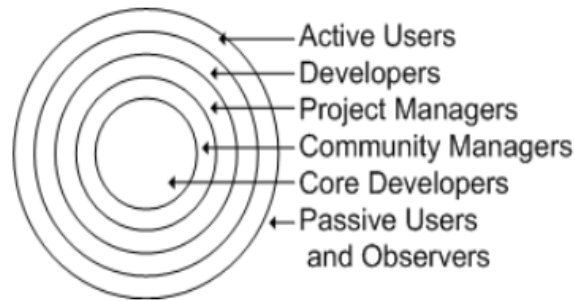 Active Users
Developers
Project Managers
Community Managers
Core Developers
Passive Users
and Observers